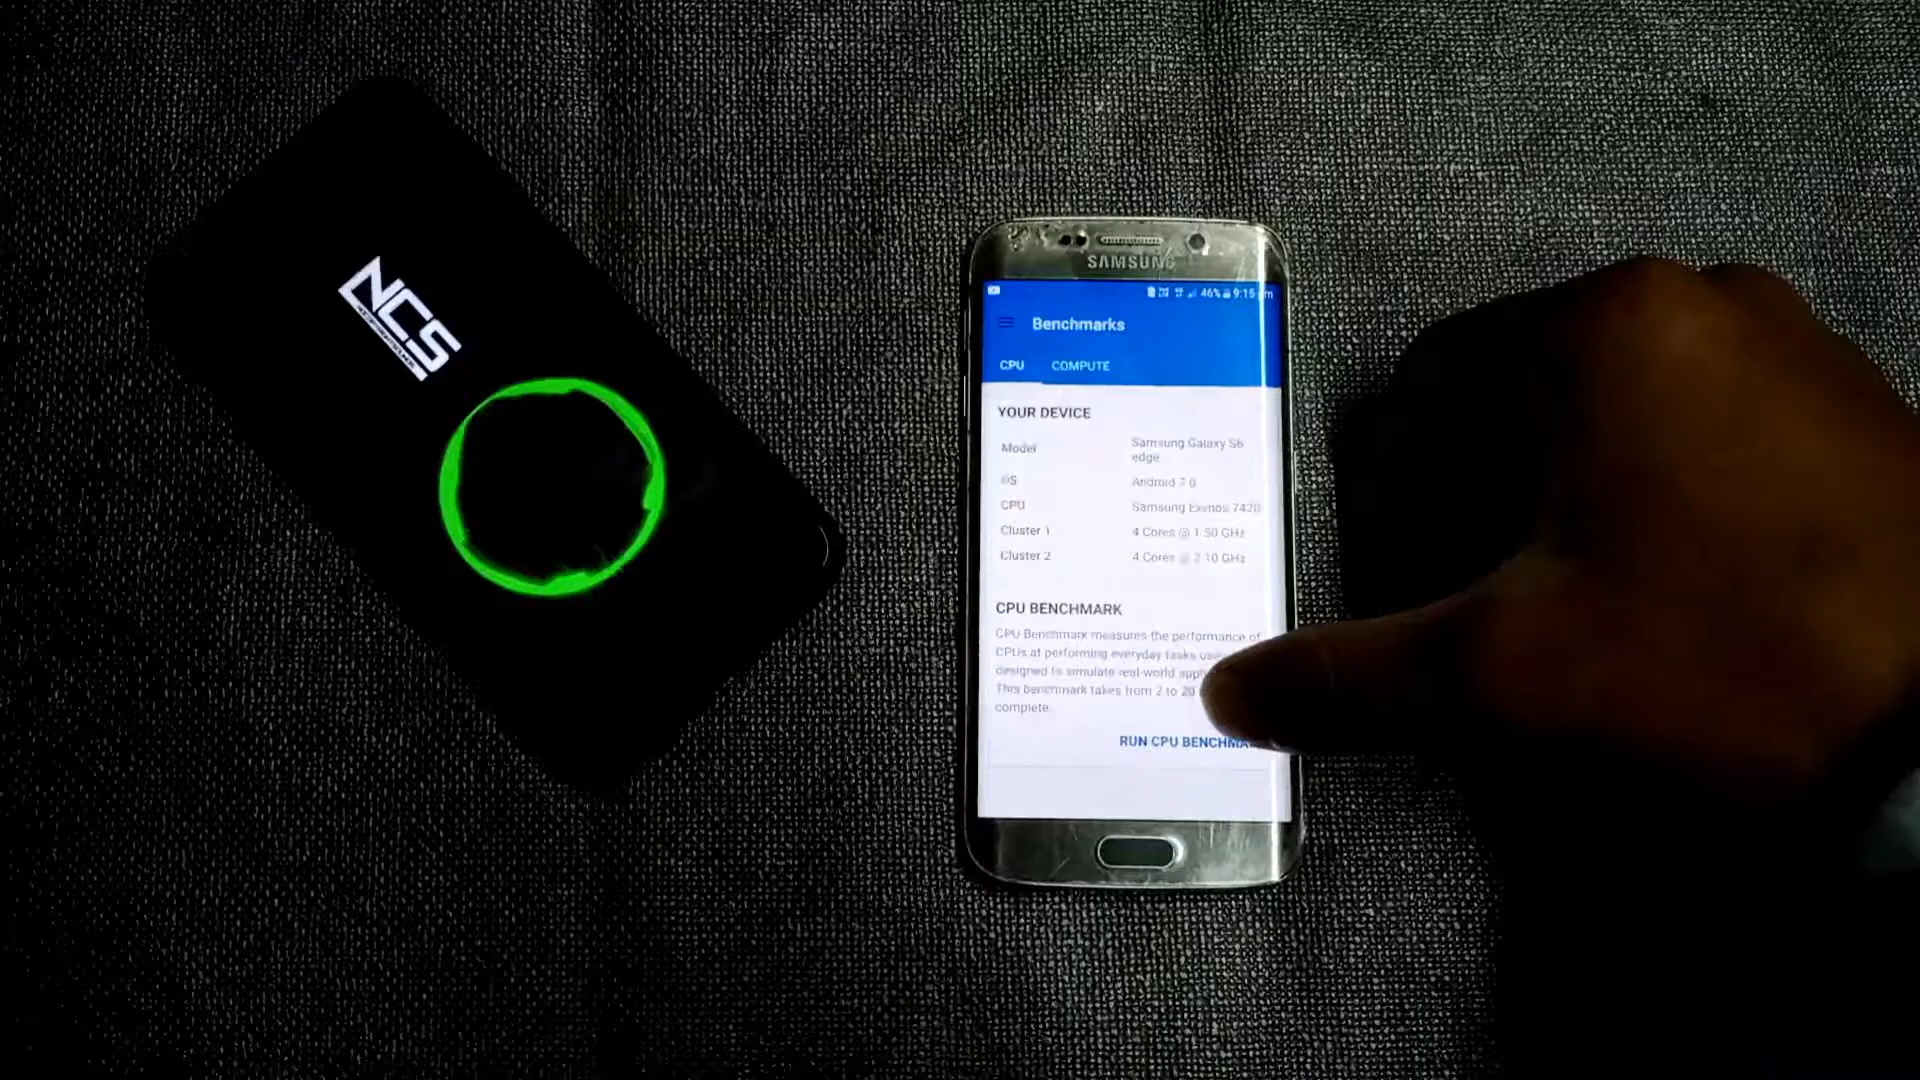 NCS
SAMSUNG
46% 9:15 pm
Benchmarks
CPU COMPUTE
YOUR DEVICE
Model Samsung Galaxy S6
edge
OS Android 7.0
CPU Samsung Exynos 7420
Cluster 1 4 Cores @ 1.50 GHz
Cluster 2 4 Cores @ 2.10 GHz
CPU BENCHMARK
CPU Benchmark measures the performance of
CPUs at performing everyday tasks
designed to simulate real-world
This benchmark takes from 2 to 20
complete.
RUN CPU